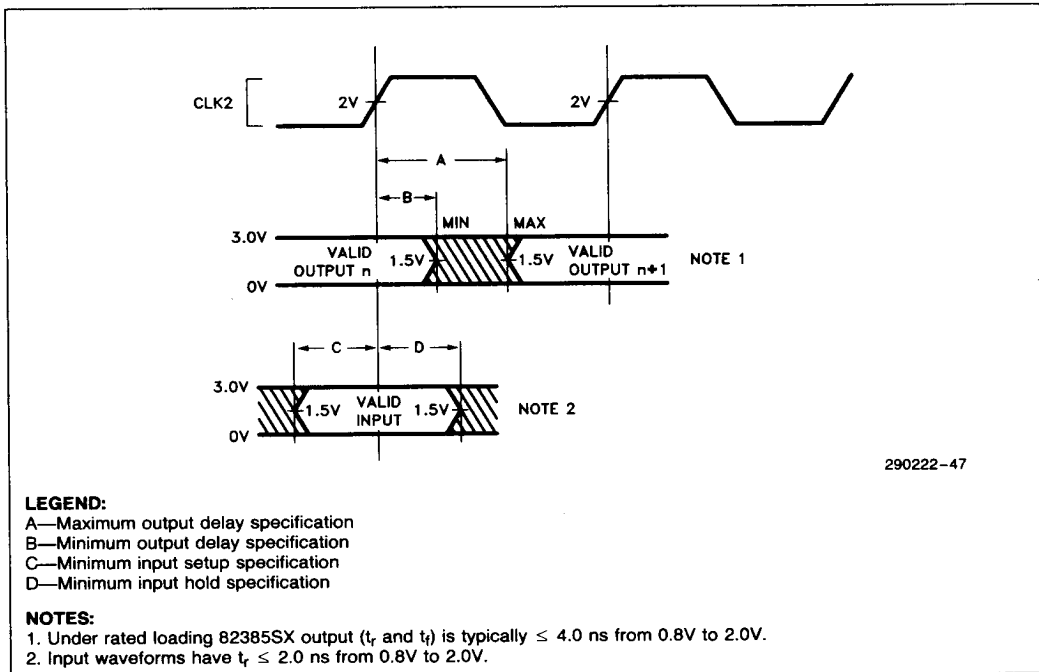 CLK2
2V
2V
A
B
MIN MAX
3.0V
VALID
OUTPUT n
1.5V
1.5V
VALID
OUTPUT n+1
NOTE 1
0V
C
D
3.0V
1.5V
VALID
INPUT
1.5V
NOTE 2
0V
290222-47
LEGEND:
A—Maximum output delay specification
B—Minimum output delay specification
C—Minimum input setup specification
D—Minimum input hold specification
NOTES:
1. Under rated loading 82385SX output (tr and tf) is typically ≤ 4.0 ns from 0.8V to 2.0V.
2. Input waveforms have tr ≤ 2.0 ns from 0.8V to 2.0V.